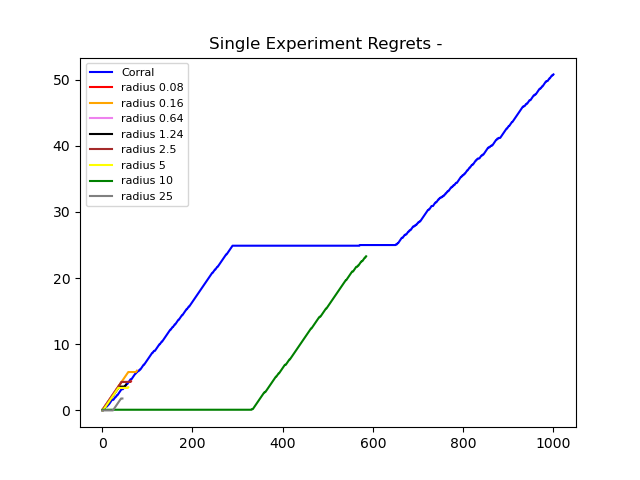 Single Experiment Regrets -
50
40
30
20
10
0
Corral
radius 0.08
radius 0.16
radius 0.64
radius 1.24
radius 2.5
radius 5
radius 10
radius 25
0 200 400 600 800 1000